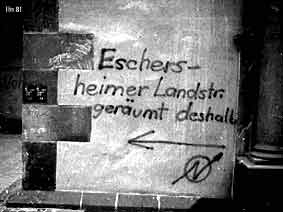 Eschers-
heimer Landstr.
geräumt deshalb
N